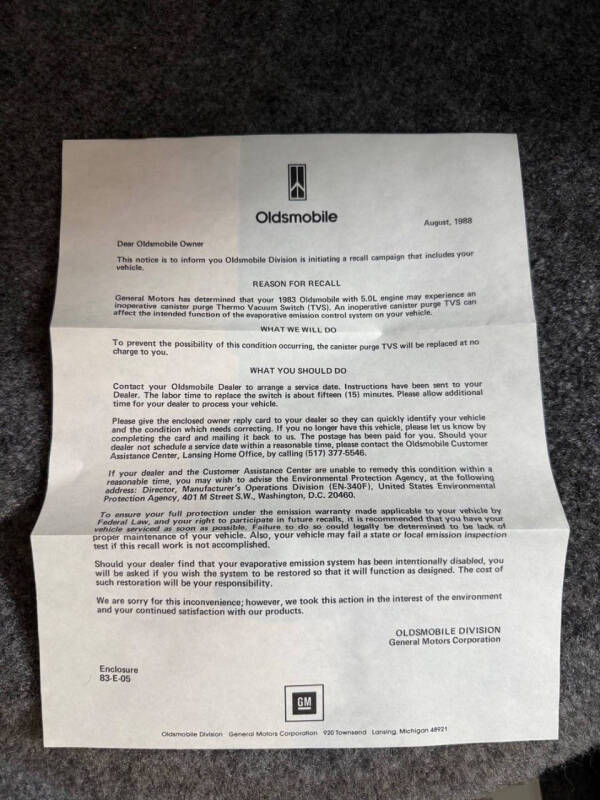 Oldsmobile
August, 1988
Dear Oldsmobile Owner
This notice is to inform you Oldsmobile Division is initiating a recall campaign that includes your
vehicle.
REASON FOR RECALL
General Motors has determined that your 1983 Oldsmobile with 5.0L engine may experience an
inoperative canister purge Thermo Vacuum Switch (TVS). An inoperative canister purge TVS can
affect the intended function of the evaporative emission control system on your vehicle.
WHAT WE WILL DO
To prevent the possibility of this condition occurring, the canister purge TVS will be replaced at no
charge to you.
WHAT YOU SHOULD DO
Contact your Oldsmobile Dealer to arrange a service date. Instructions have been sent to your
Dealer. The labor time to replace the switch is about fifteen (15) minutes. Please allow additional
time for your dealer to process your vehicle.
Please give the enclosed owner reply card to your dealer so they can quickly identify your vehicle
and the condition which needs correcting. If you no longer have this vehicle, please let us know by
completing the card and mailing it back to us. The postage has been paid for you. Should your
dealer not schedule a service date within a reasonable time, please contact the Oldsmobile Customer
Assistance Center, Lansing Home Office, by calling (517) 377-5546.
If your dealer and the Customer Assistance Center are unable to remedy this condition within a
reasonable time, you may wish to advise the Environmental Protection Agency, at the following
address: Director, Manufacturer's Operations Division (EN-340F), United States Environmental
Protection Agency, 401 M Street S.W., Washington, D.C. 20460.
To ensure your full protection under the emission warranty made applicable to your vehicle by
Federal Law, and your right to participate in future recalls, it is recommended that you have your
vehicle serviced as soon as possible. Failure to do so could legally be determined to be lack of
proper maintenance of your vehicle. Also, your vehicle may fail a state or local emission inspection
test if this recall work is not accomplished.
Should your dealer find that your evaporative emission system has been intentionally disabled, you
will be asked if you wish the system to be restored so that it will function as designed. The cost of
such restoration will be your responsibility.
We are sorry for this inconvenience; however, we took this action in the interest of the environment
and your continued satisfaction with our products.
OLDSMOBILE DIVISION
General Motors Corporation
Enclosure
83-E-05
GM
Oldsmobile Division General Motors Corporation 920 Townsend Lansing, Michigan 48921